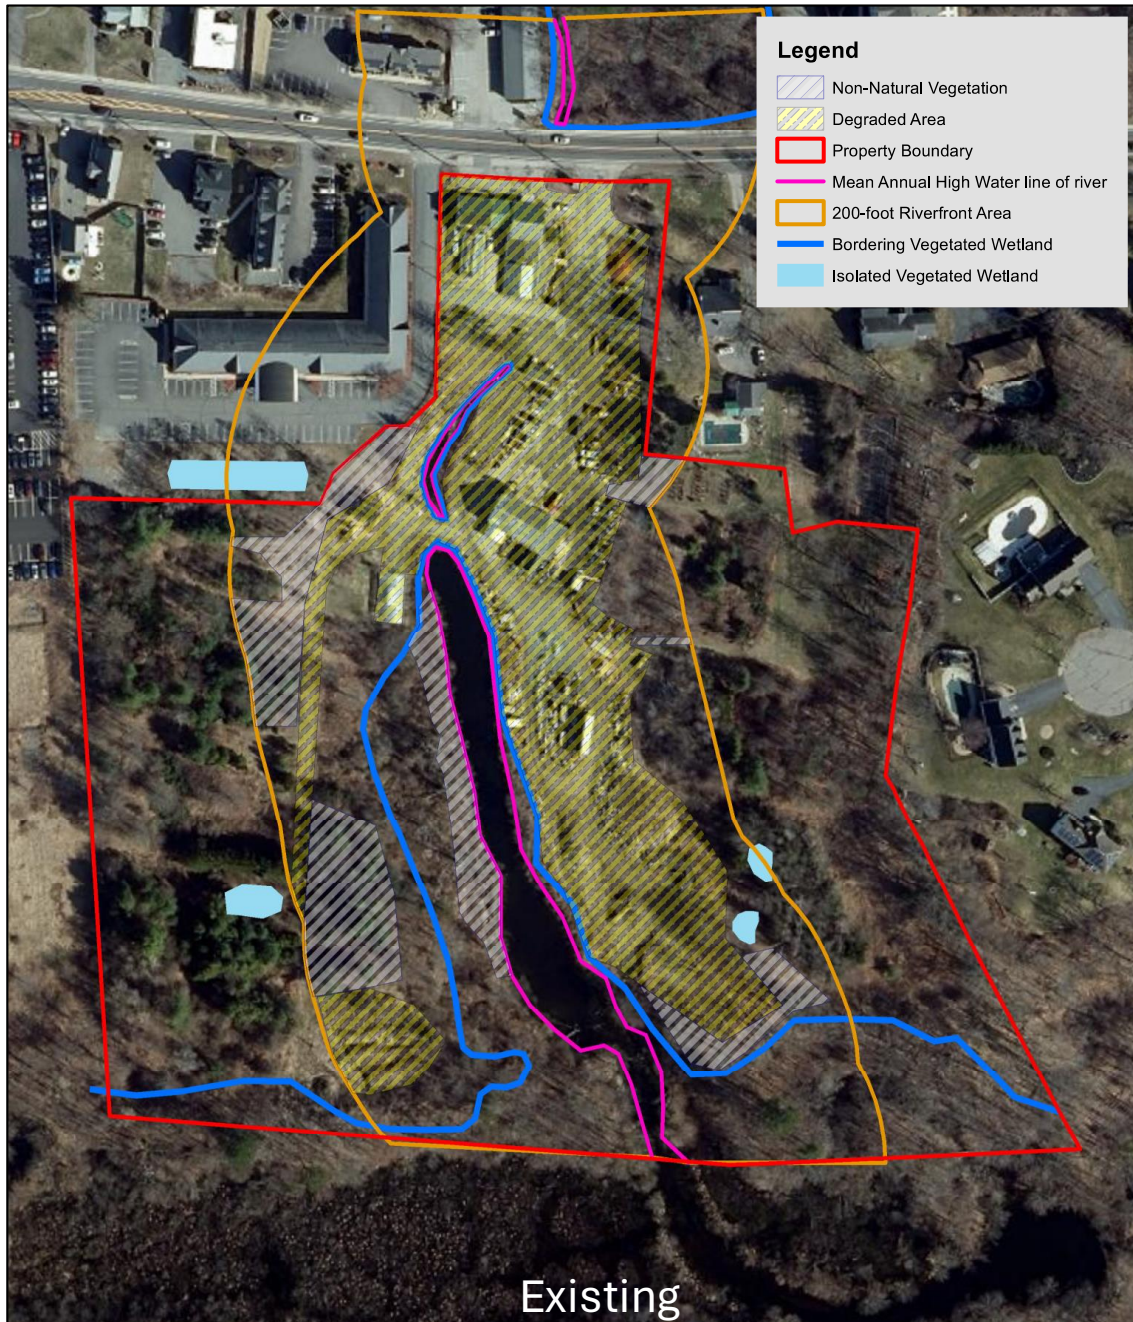 Legend
Non-Natural Vegetation
Degraded Area
Property Boundary
Mean Annual High Water line of river
200-foot Riverfront Area
Bordering Vegetated Wetland
Isolated Vegetated Wetland
Existing